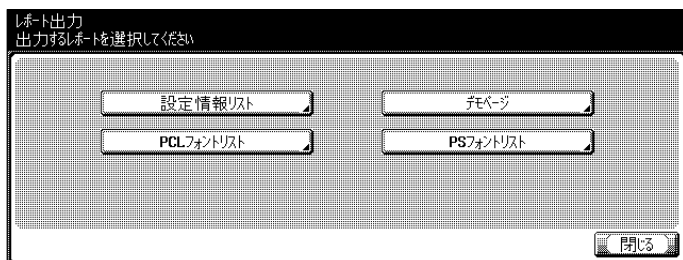 レポート出力
出力するレポートを選択してください
設定情報リスト
デモページ
PCLフォントリスト
PSフォントリスト
閉じる